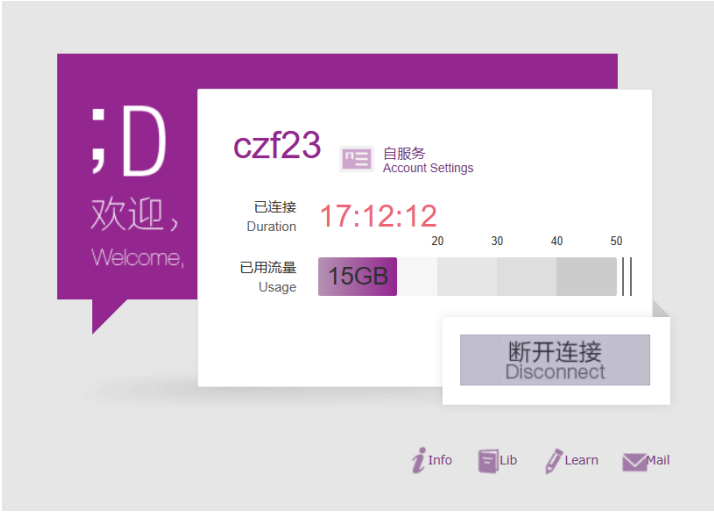 ;D
欢迎,
Welcome,
czf23
自服务
Account Settings
已连接
Duration
17:12:12
20 30 40 50
已用流量
Usage
15GB
断开连接
Disconnect
Info Lib Learn Mail